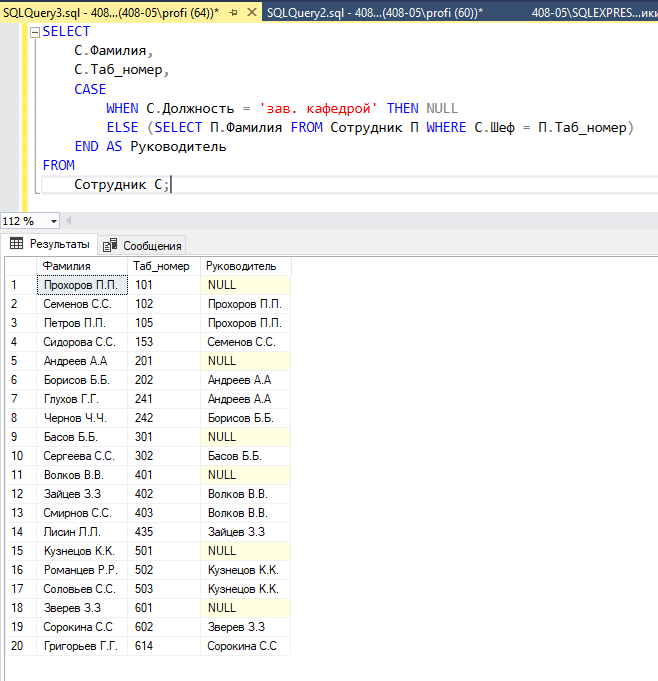 SQLQuery3.sql - 408...(408-05\profi (64))* SQLQuery2.sql - 408...(408-05\profi (60))* 408-05\SQLEXPRES...ики
SELECT
С.Фамилия,
С.Таб_номер,
CASE
WHEN С.Должность = 'зав. кафедрой' THEN NULL
ELSE (SELECT П.Фамилия FROM Сотрудник П WHERE С.Шеф = П.Таб_номер)
END AS Руководитель
FROM
Сотрудник С;
112 %
Результаты Сообщения
Фамилия Таб_номер Руководитель
1 Прохоров П.П. 101 NULL
2 Семенов С.С. 102 Прохоров П.П.
3 Петров П.П. 105 Прохоров П.П.
4 Сидорова С.С. 153 Семенов С.С.
5 Андреев А.А 201 NULL
6 Борисов Б.Б. 202 Андреев А.А
7 Глухов Г.Г. 241 Андреев А.А
8 Чернов Ч.Ч. 242 Борисов Б.Б.
9 Басов Б.Б. 301 NULL
10 Сергеева С.С. 302 Басов Б.Б.
11 Волков В.В. 401 NULL
12 Зайцев З.З 402 Волков В.В.
13 Смирнов С.С. 403 Волков В.В.
14 Лисин Л.Л. 435 Зайцев З.З
15 Кузнецов К.К. 501 NULL
16 Романцев Р.Р. 502 Кузнецов К.К.
17 Соловьев С.С. 503 Кузнецов К.К.
18 Зверев З.З 601 NULL
19 Сорокина С.С 602 Зверев З.З
20 Григорьев Г.Г. 614 Сорокина С.С